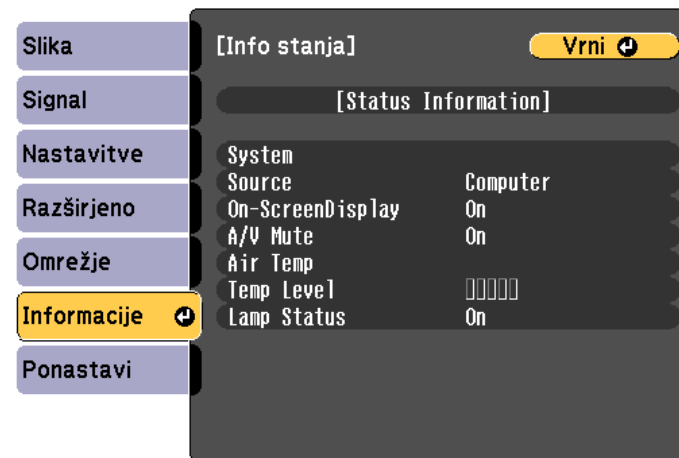 Slika
Signal
Nastavitve
Razširjeno
Omrežje
Informacije
Ponastavi
[Info stanja]
Vrni
[Status Information]
System
Source Computer
On-ScreenDisplay On
A/V Mute On
Air Temp
Temp Level
Lamp Status On